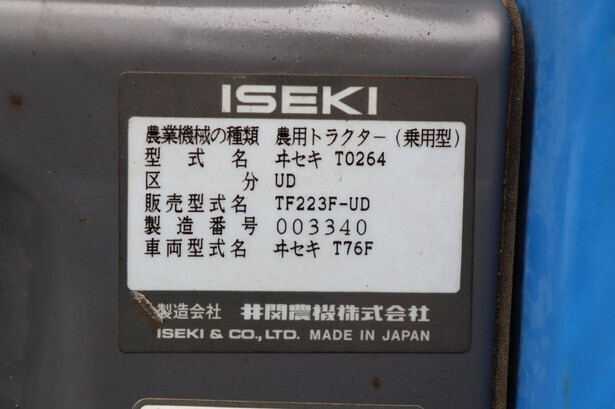 ISEKI
農業機械の種類 農用トラクター(乗用型)
型式名 ヰセキ TO264
区分 UD
販売型式名 TF223F-UD
製造番号 003340
車両型式名 ヰセキ T76F
製造会社 井関農機株式会社
ISEKI & CO., LTD. MADE IN JAPAN